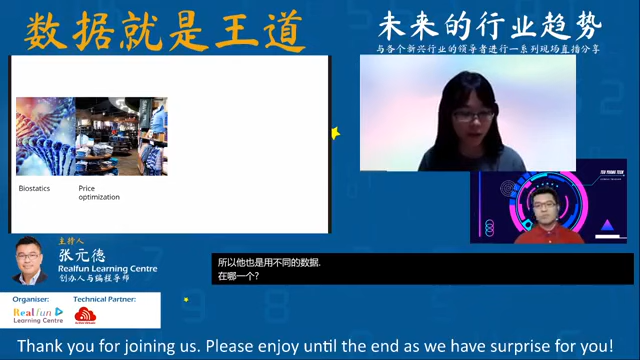 数据就是王道
未来的行业趋势
与各个新兴行业的领导者进行一系列现场直播分享
Biostatics
Price
optimization
主持人
张元德
Realfun Learning Centre
创办人与编程导师
所以他也是用不同的数据.
在哪一个?
Organiser:
Technical Partner:
Realfun
Learning Centre
Thank you for joining us. Please enjoy until the end as we have surprise for you!